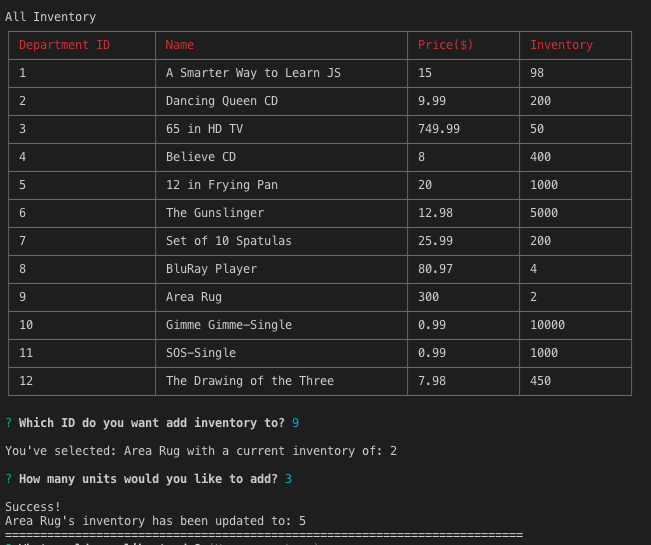 All Inventory
Department ID Name Price($) Inventory
1 A Smarter Way to Learn JS 15 98
2 Dancing Queen CD 9.99 200
3 65 in HD TV 749.99 50
4 Believe CD 8 400
5 12 in Frying Pan 20 1000
6 The Gunslinger 12.98 5000
7 Set of 10 Spatulas 25.99 200
8 BluRay Player 80.97 4
9 Area Rug 300 2
10 Gimme Gimme-Single 0.99 10000
11 SOS-Single 0.99 1000
12 The Drawing of the Three 7.98 450
? Which ID do you want add inventory to? 9
You've selected: Area Rug with a current inventory of: 2
? How many units would you like to add? 3
Success!
Area Rug's inventory has been updated to: 5
==========================================================================